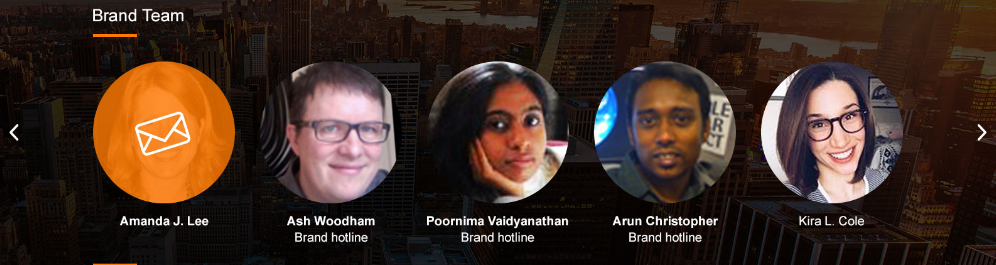 Brand Team
Amanda J. Lee
Ash Woodham
Brand hotline
Poornima Vaidyanathan
Brand hotline
Arun Christopher
Brand hotline
Kira L. Cole